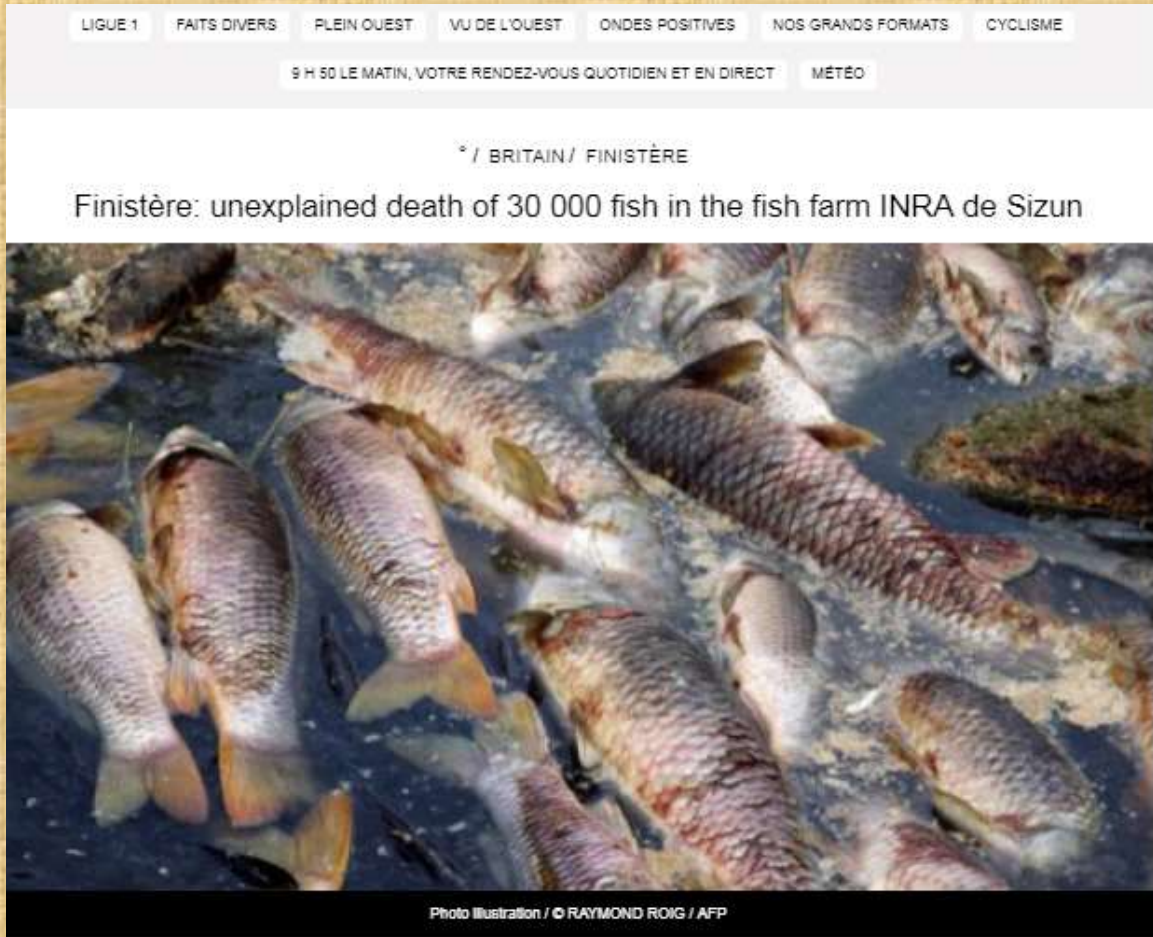 LIGUE 1 FAITS DIVERS PLEIN OUEST VU DE L'OUEST ONDES POSITIVES NOS GRANDS FORMATS CYCLISME
9 H 50 LE MATIN, VOTRE RENDEZ-VOUS QUOTIDIEN ET EN DIRECT MÉTÉO
° / BRITAIN / FINISTÈRE
Finistère: unexplained death of 30 000 fish in the fish farm INRA de Sizun
Photo Illustration / © RAYMOND ROIG / AFP